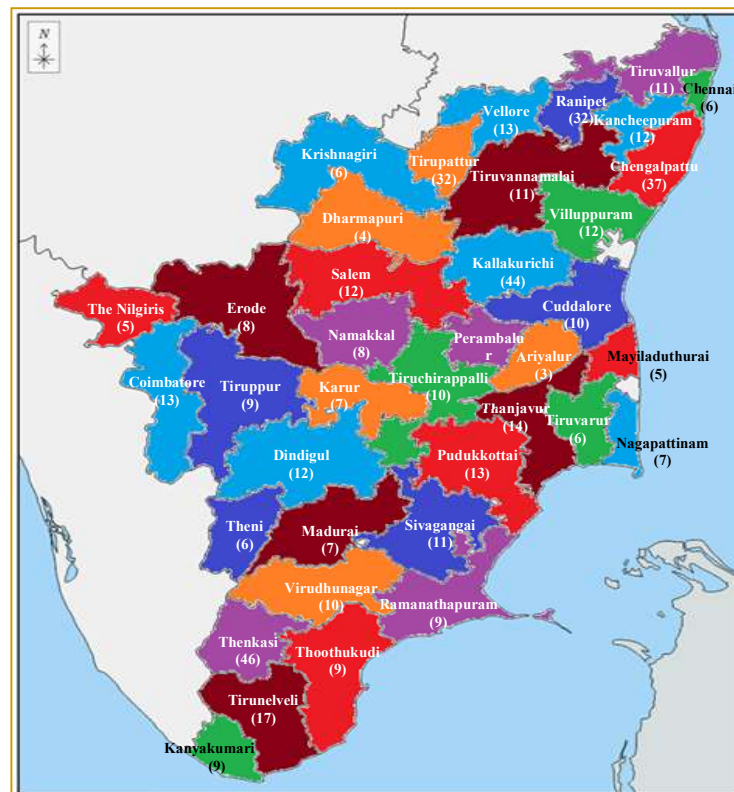 N
Tiruvallur
(11)
Chennai
(6)
Ranipet
(32)
Vellore
(13)
Kancheepuram
(12)
Krishnagiri
(6)
Tirupattur
(32)
Chengalpattu
(37)
Tiruvannamalai
(11)
Dharmapuri
(4)
Villuppuram
(12)
Kallakurichi
(44)
Salem
(12)
The Nilgiris
(5)
Erode
(8)
Cuddalore
(10)
Namakkal
(8)
Perambalu
r
Ariyalur
(3)
Mayiladuthurai
(5)
Coimbatore
(13)
Tiruppur
(9)
Karur
(7)
Tiruchirappalli
(10)
Thanjavur
(14)
Tiruvarur
(6)
Nagapattinam
(7)
Dindigul
(12)
Pudukkottai
(13)
Theni
(6)
Madurai
(7)
Sivagangai
(11)
Virudhunagar
(10)
Ramanathapuram
(9)
Thenkasi
(46)
Thoothukudi
(9)
Tirunelveli
(17)
Kanyakumari
(9)